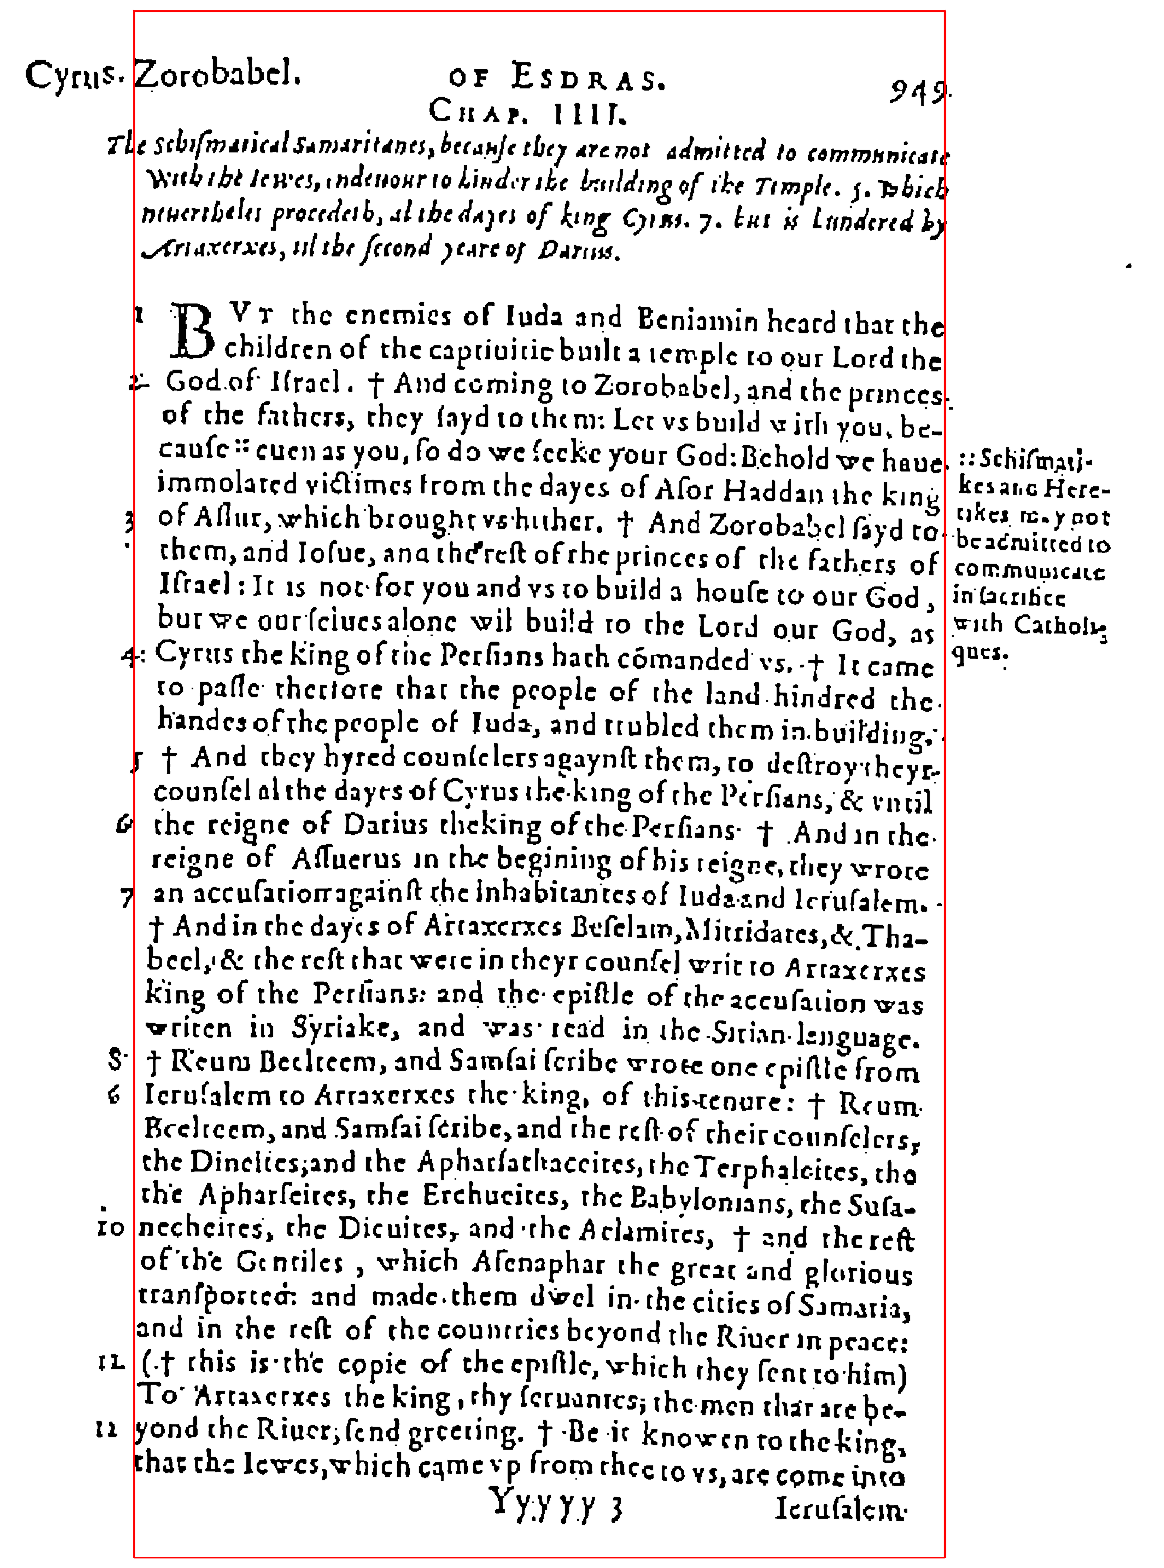 Cyrus. Zorobabel. OF ESDRAS. 949.
CHAP. IIII.
The Schiſmatical Samaritanes, becauſe they are not admitted to communicate
With the Iewes, indeuour to hinder the building of the Temple. 5. Which
neuertheles procedeth, al the dayes of king Cyrus. 7. but is hindered by
Artaxerxes, til the ſecond yeare of Darius.
1 BVT the enemies of Iuda and Beniamin heard that the
children of the captiuitie built a temple to our Lord the
2 God of Iſrael. † And coming to Zorobabel, and the princes
of the fathers, they ſayd to them: Let vs build with you, be-
cauſe :: euen as you, ſo do we ſeeke your God: Behold we haue
immolated victimes from the dayes of Aſor Haddan the king
3 of Aſſur, which brought vs hither. † And Zorobabel ſayd to
them, and Ioſue, and the reſt of the princes of the fathers of
Iſrael: It is not for you and vs to build a houſe to our God,
but we our ſelues alone wil build to the Lord our God, as
4 Cyrus the king of the Perſians hath cōmanded vs. † It came
to paſſe therfore that the people of the land hindred the
handes of the people of Iuda, and trubled them in building.
5 † And they hyred counſelers agaynſt them, to deſtroy theyr
counſel al the dayes of Cyrus the king of the Perſians, & vntil
6 the reigne of Darius the king of the Perſians † And in the
reigne of Aſſuerus in the begining of his reigne, they wrote
7 an accuſation againſt the inhabitantes of Iuda and Ieruſalem.
† And in the dayes of Artaxerxes Beſelam, Mitridates, & Tha-
beel, & the reſt that were in theyr counſel writ to Artaxerxes
king of the Perſians: and the epiſtle of the accuſation was
writen in Syriake, and was read in the Sirian language.
8 † Reum Beelteem, and Samſai ſcribe wrote one epiſtle from
6 Ieruſalem to Artaxerxes the king, of this tenure: † Reum
Beelteem, and Samſai ſcribe, and the reſt of their counſelers,
the Dineites, and the Apharſathaceites, the Terphaleites, the
the Apharſeites, the Erchueites, the Babylonians, the Suſa-
10 necheites, the Dieuites, and the Aelamites, † and the reſt
of the Gentiles, which Aſenaphar the great and glorious
tranſported: and made them dwel in the cities of Samaria,
and in the reſt of the countries beyond the Riuer in peace:
12 († this is the copie of the epiſtle, which they ſent to him)
To Artaxerxes the king, thy ſeruantes, the men that are be-
11 yond the Riuer, ſend greeting. † Be it knowen to the king,
that the Iewes, which came vp from thee to vs, are come into
Yyyyy 3 Ieruſalem
:: Schiſmati-
kes and Here-
tikes may not
be admitted to
communicate
in ſacrifice
with Catholi-
ques.